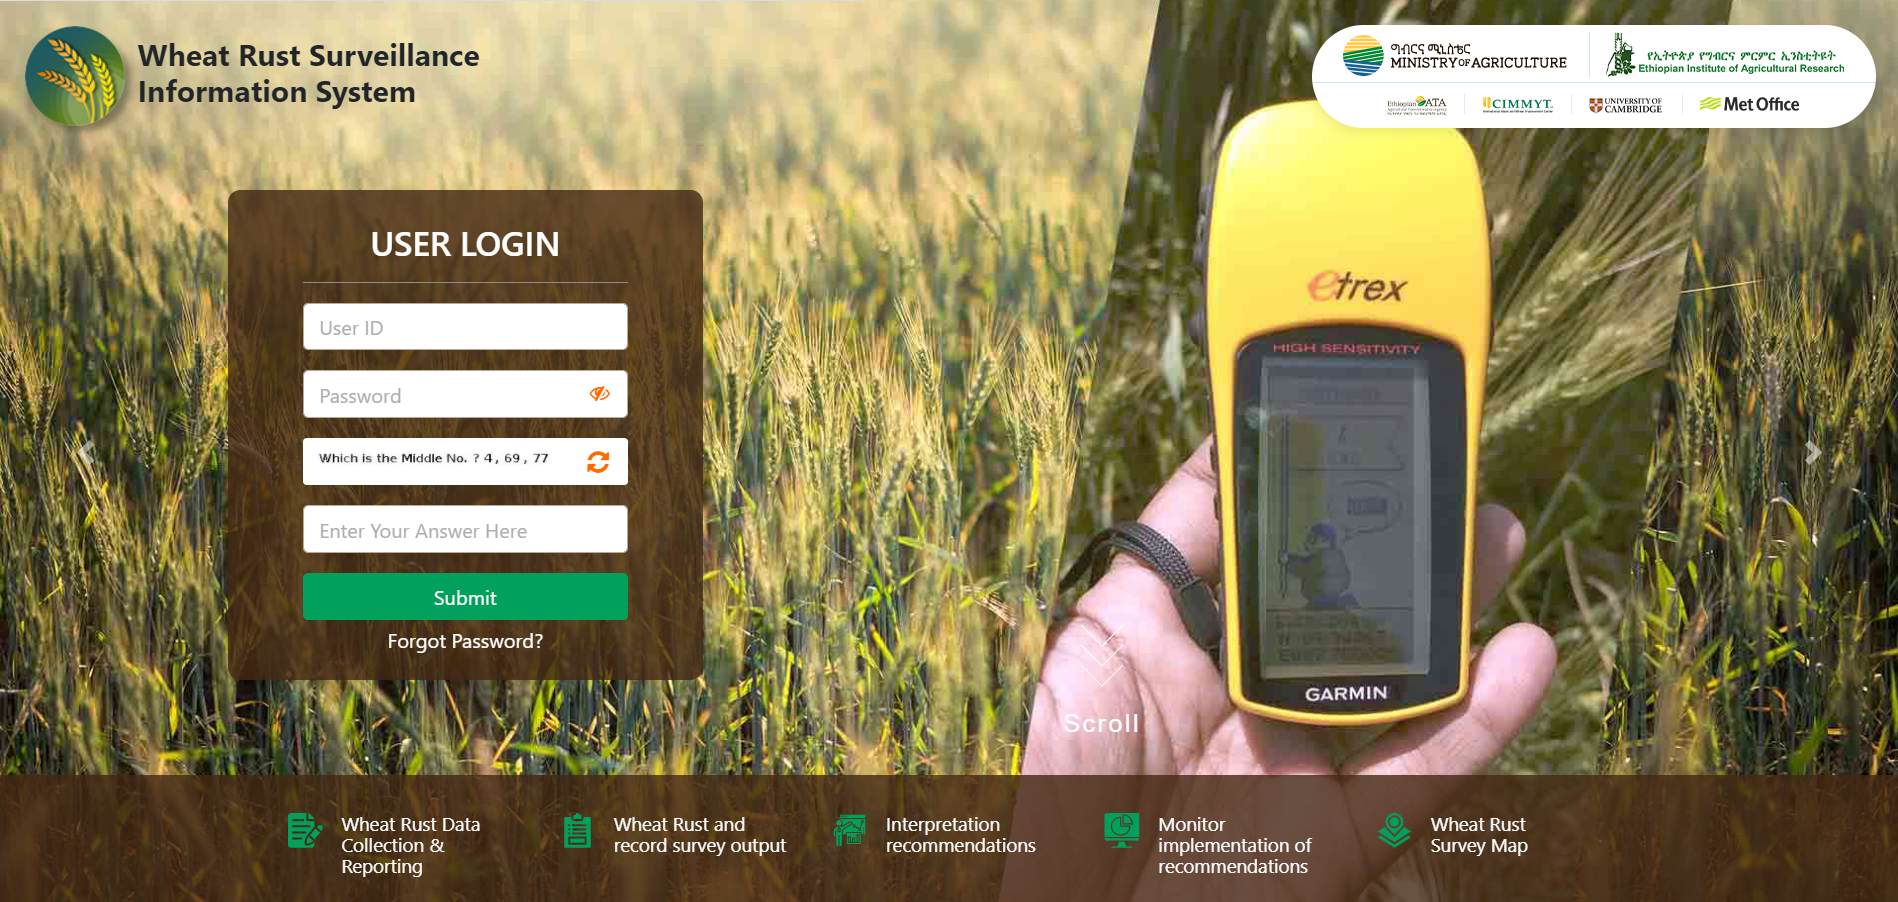 Wheat Rust Surveillance
Information System
ግብርና ሚኒስቴር
MINISTRY OF AGRICULTURE
የኢትዮጵያ የግብርና ምርምር ኢንስቲትዩት
Ethiopian Institute of Agricultural Research
Ethiopian ATA
CIMMYT
UNIVERSITY OF
CAMBRIDGE
Met Office
USER LOGIN
User ID
Password
Which is the Middle No. ? 4 , 69 , 77
Enter Your Answer Here
Submit
Forgot Password?
etrex
HIGH SENSITIVITY
GARMIN
Scroll
Wheat Rust Data
Collection &
Reporting
Wheat Rust and
record survey output
Interpretation
recommendations
Monitor
implementation of
recommendations
Wheat Rust
Survey Map